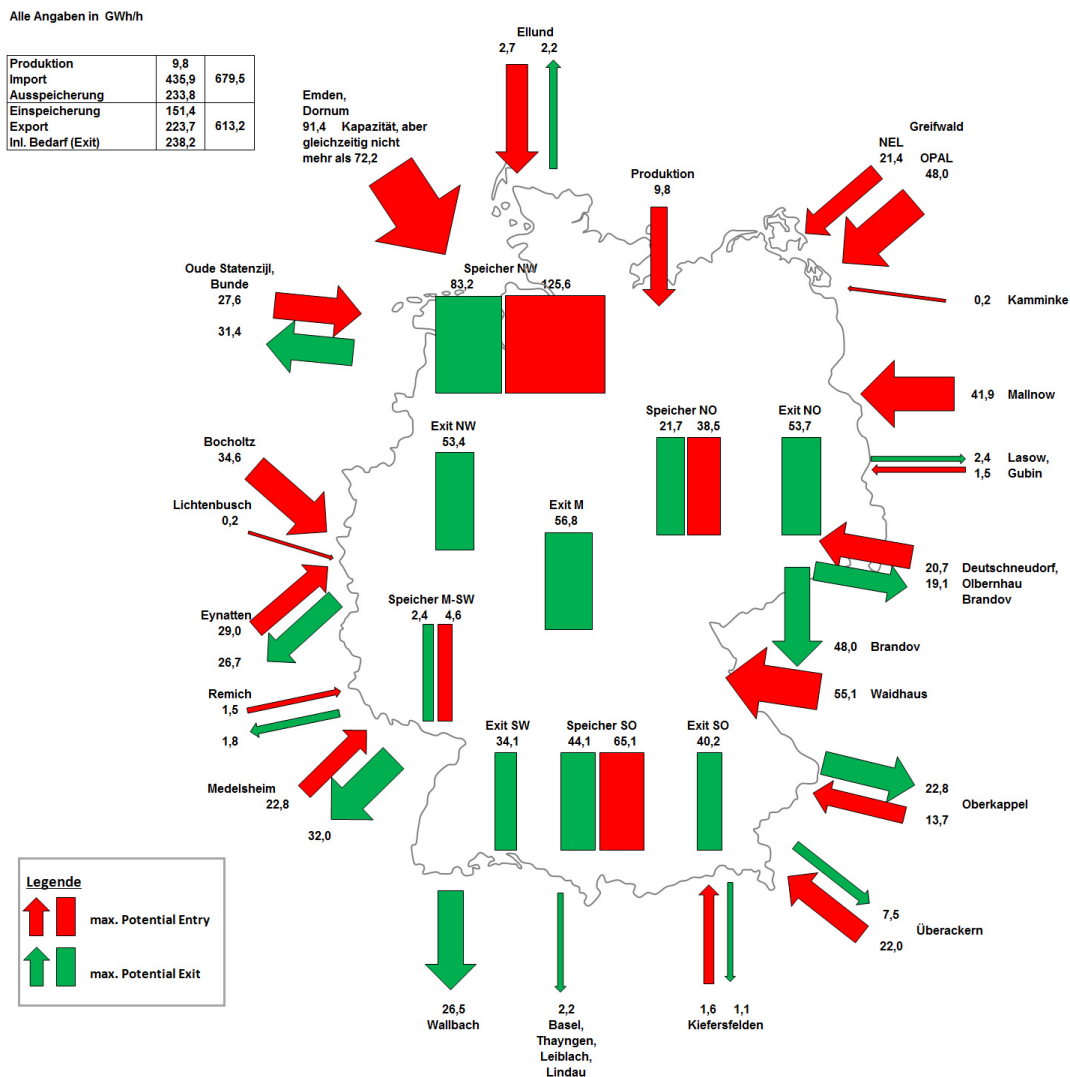 Alle Angaben in GWh/h
Produktion 9,8
Import 435,9 679,5
Ausspeicherung 233,8
Einspeicherung 151,4
Export 223,7 613,2
Inl. Bedarf (Exit) 238,2
Ellund
2,7 2,2
Emden,
Dornum
91,4 Kapazität, aber
gleichzeitig nicht
mehr als 72,2
Produktion
9,8
Greifwald
NEL
21,4
OPAL
48,0
Oude Statenzijl,
Bunde
27,6
31,4
Speicher NW
83,2 125,6
0,2 Kamminke
41,9 Mallnow
Speicher NO
21,7 38,5
Exit NO
53,7
Exit NW
53,4
Bocholtz
34,6
2,4 Lasow,
1,5 Gubin
Lichtenbusch
0,2
Exit M
56,8
20,7 Deutschneudorf,
19,1 Olbernhau
Brandov
Speicher M-SW
2,4 4,6
Eynatten
29,0
26,7
48,0 Brandov
55,1 Waidhaus
Remich
1,5
1,8
Exit SW
34,1
Speicher SO
44,1 65,1
Exit SO
40,2
Medelsheim
22,8
32,0
22,8
Oberkappel
13,7
7,5
Überackern
22,0
Legende
max. Potential Entry
max. Potential Exit
26,5
Wallbach
2,2
Basel,
Thayngen,
Leiblach,
Lindau
1,6 1,1
Kiefersfelden